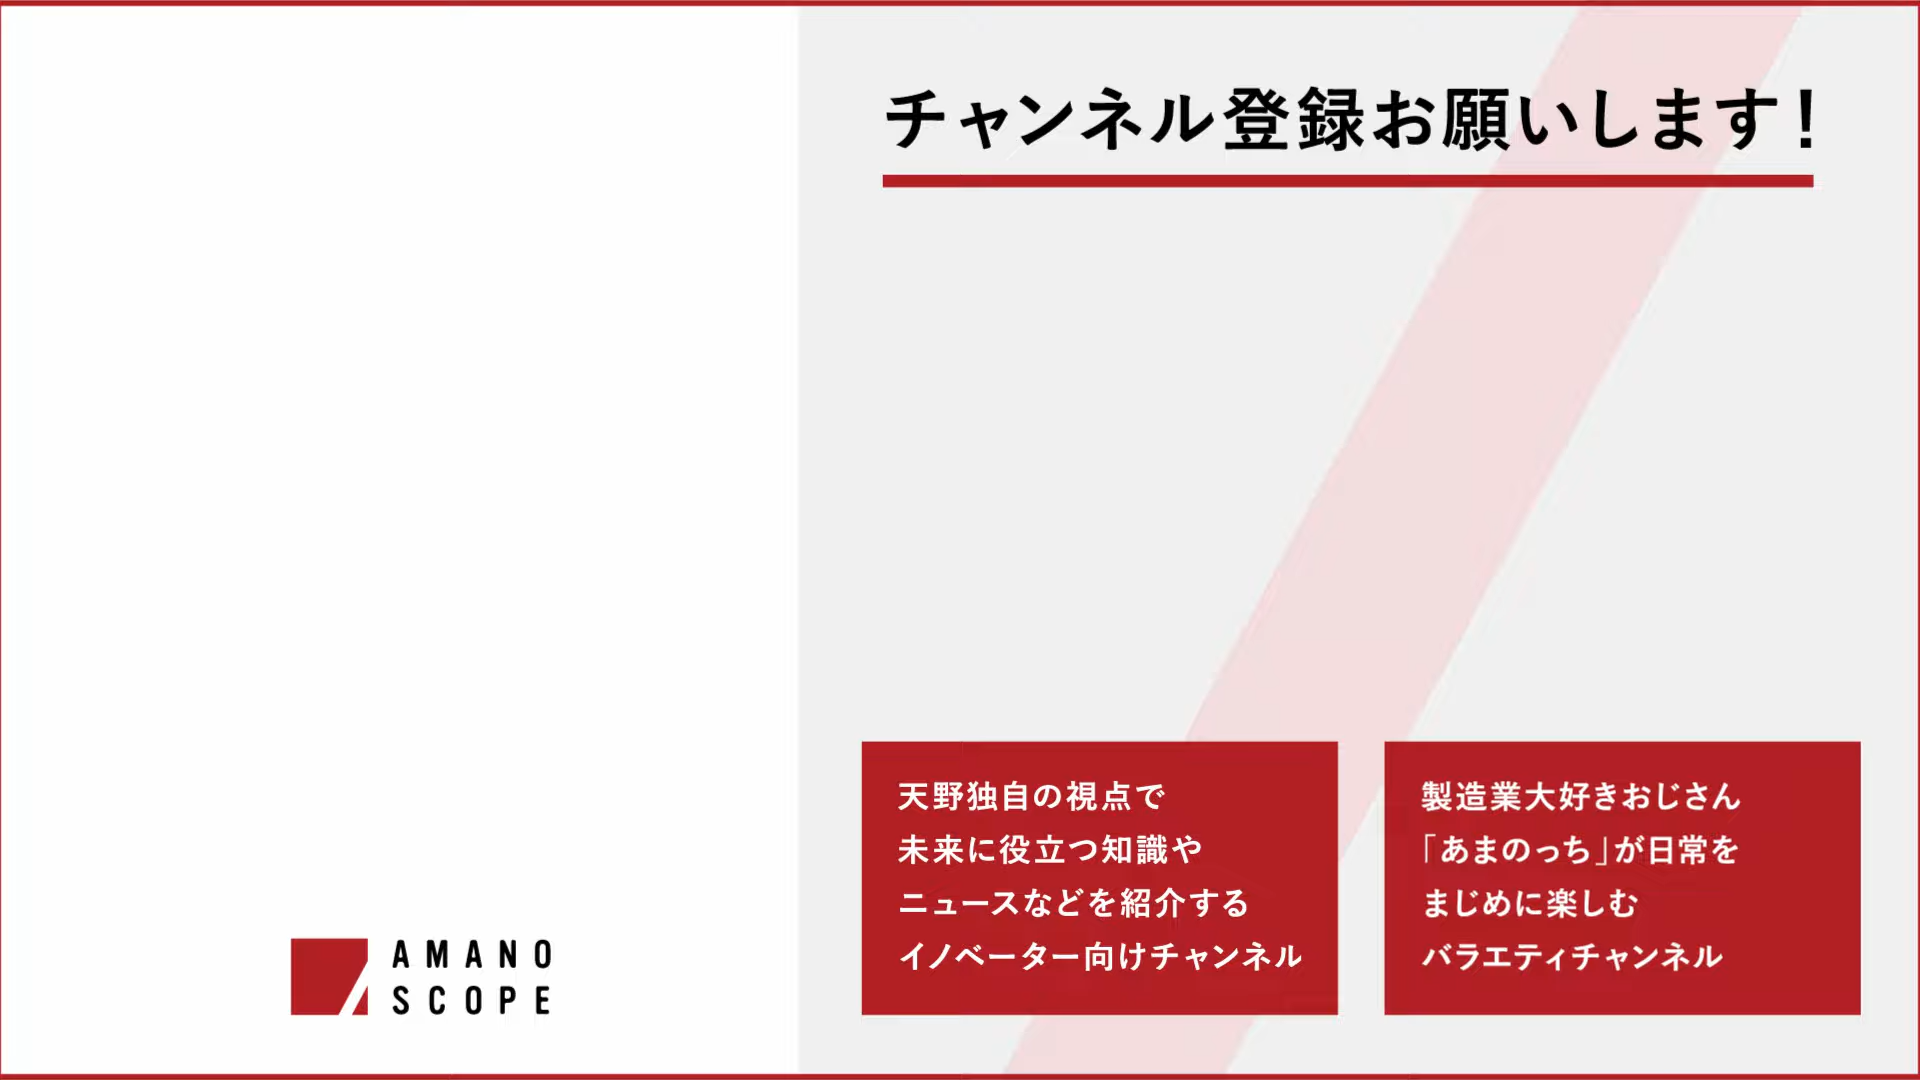 チャンネル登録お願いします!
天野独自の視点で
未来に役立つ知識や
ニュースなどを紹介する
イノベーター向けチャンネル
製造業大好きおじさん
「あまのっち」が日常を
まじめに楽しむ
バラエティチャンネル
AMANO
SCOPE